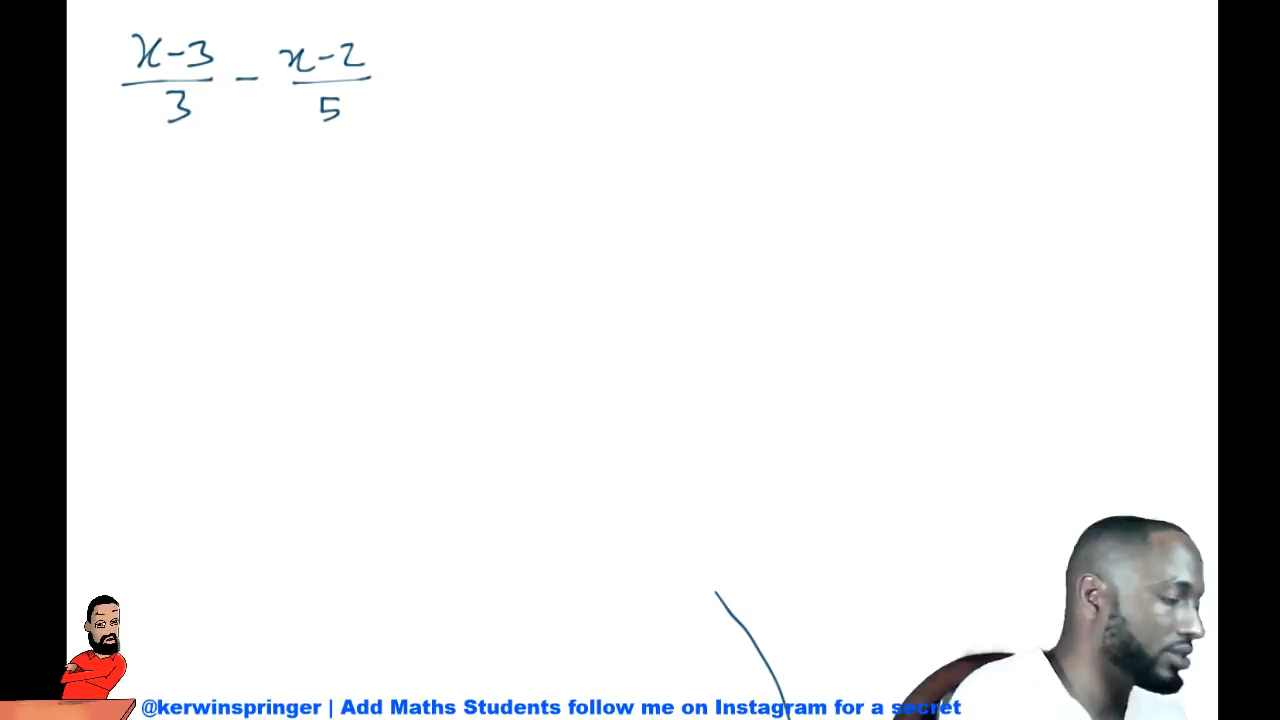 x-3/3 - x-2/5
@kerwinspringer | Add Maths Students follow me on Instagram for a secret